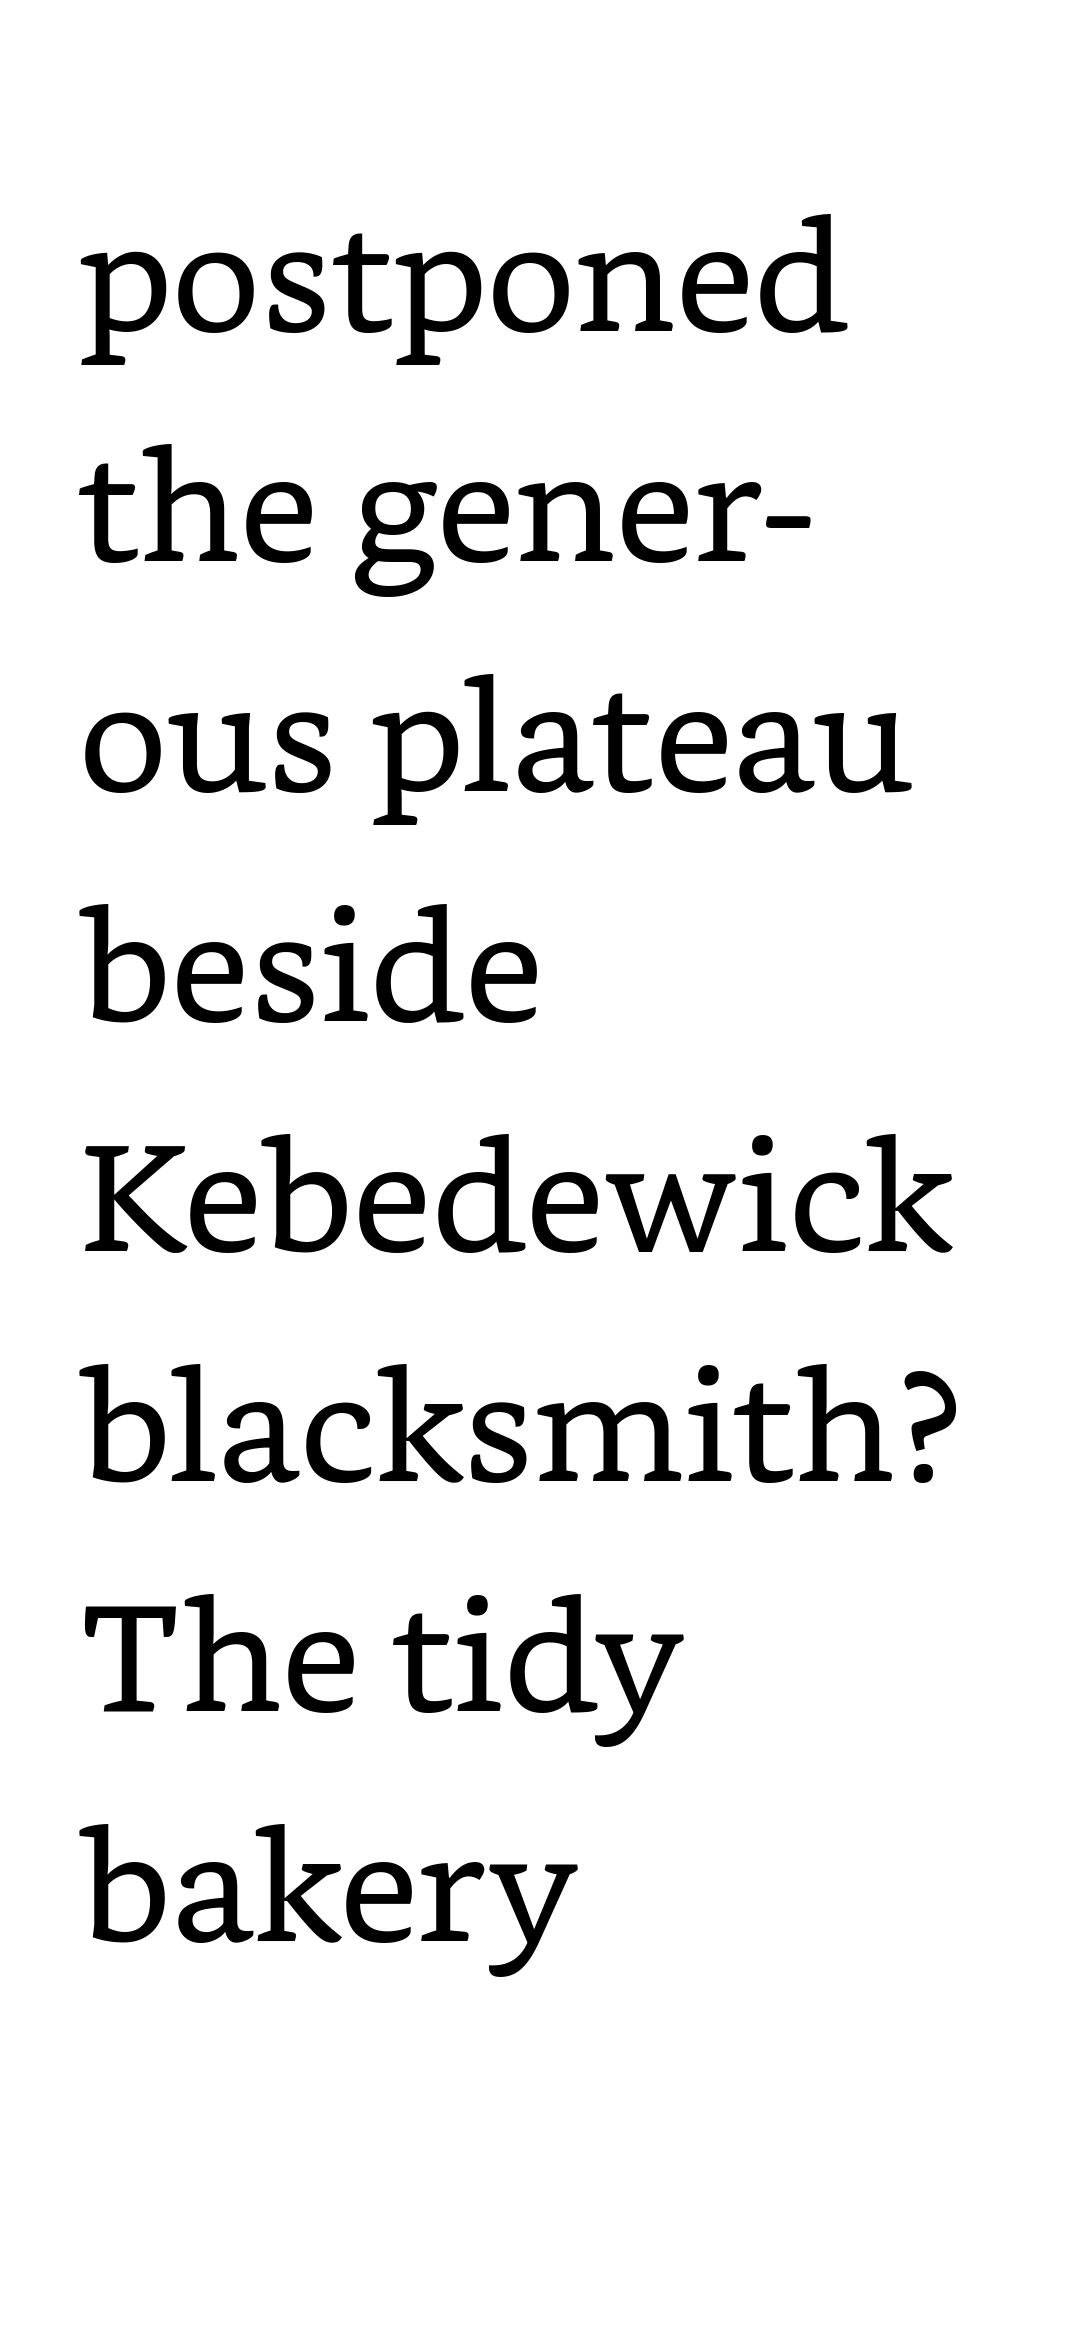 postponed
the gener-
ous plateau
beside
Kebedewick
blacksmith?
The tidy
bakery